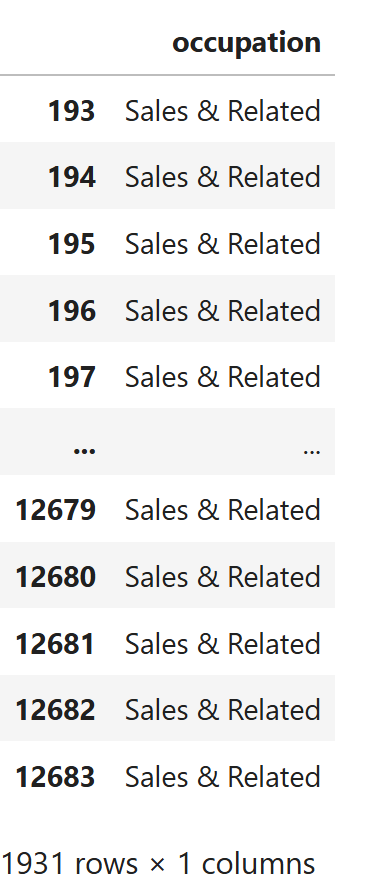 occupation
193 Sales & Related
194 Sales & Related
195 Sales & Related
196 Sales & Related
197 Sales & Related
... ...
12679 Sales & Related
12680 Sales & Related
12681 Sales & Related
12682 Sales & Related
12683 Sales & Related
1931 rows × 1 columns